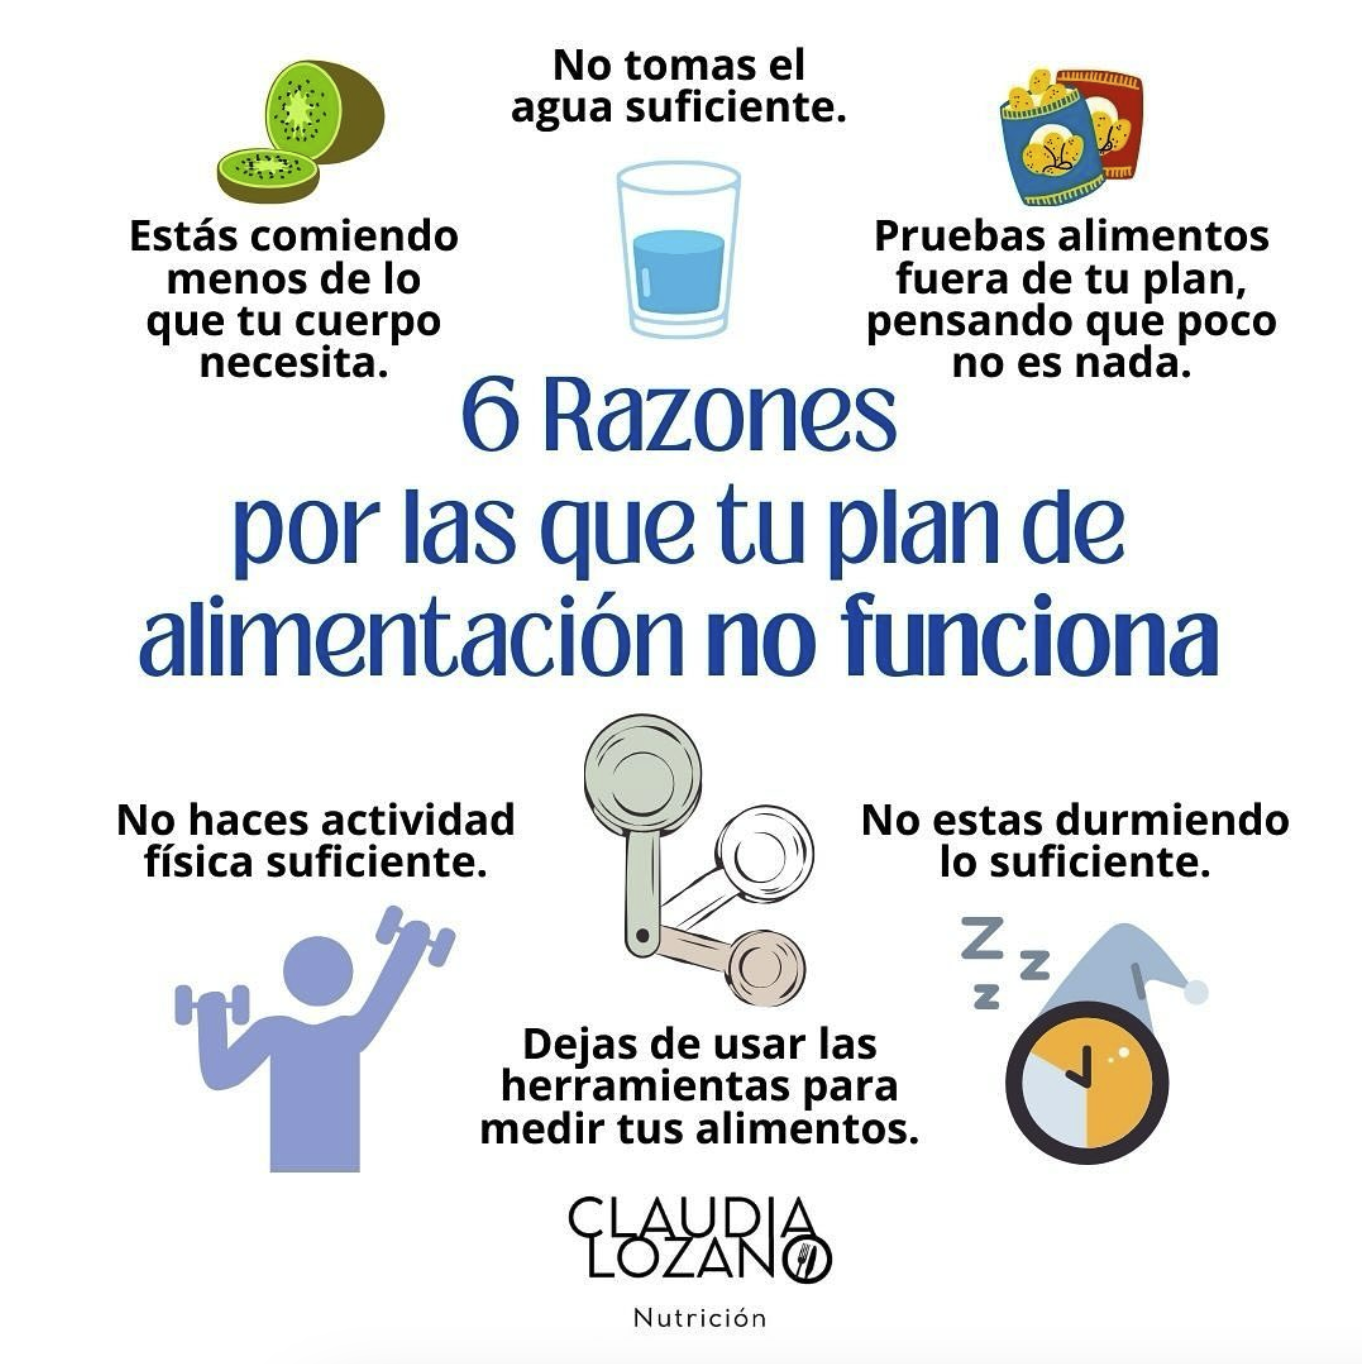 No tomas el
agua suficiente.
Estás comiendo
menos de lo
que tu cuerpo
necesita.
Pruebas alimentos
fuera de tu plan,
pensando que poco
no es nada.
6 Razones
por las que tu plan de
alimentación no funciona
No haces actividad
física suficiente.
No estas durmiendo
lo suficiente.
Z
Z
Z
Dejas de usar las
herramientas para
medir tus alimentos.
CLAUDIA
LOZANO
Nutrición